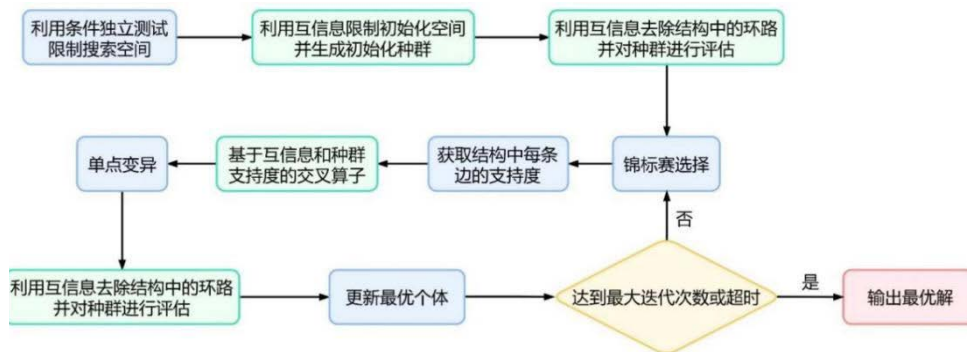 利用条件独立测试
限制搜索空间
利用互信息限制初始化空间
并生成初始化种群
利用互信息去除结构中的环路
并对种群进行评估
锦标赛选择
获取结构中每条
边的支持度
基于互信息和种群
支持度的交叉算子
单点变异
利用互信息去除结构中的环路
并对种群进行评估
更新最优个体
达到最大迭代次数或超时
否
是
输出最优解